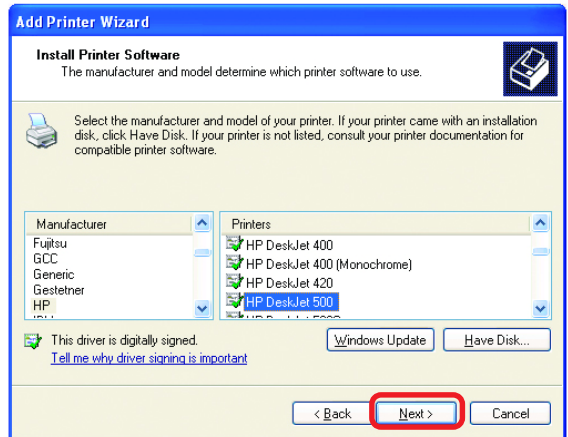 Add Printer Wizard
Install Printer Software
The manufacturer and model determine which printer software to use.
Select the manufacturer and model of your printer. If your printer came with an installation
disk, click Have Disk. If your printer is not listed, consult your printer documentation for
compatible printer software.
Manufacturer
Fujitsu
GCC
Generic
Gestetner
HP
Printers
HP DeskJet 400
HP DeskJet 400 (Monochrome)
HP DeskJet 420
HP DeskJet 500
This driver is digitally signed.
Tell me why driver signing is important
Windows Update
Have Disk...
< Back
Next >
Cancel